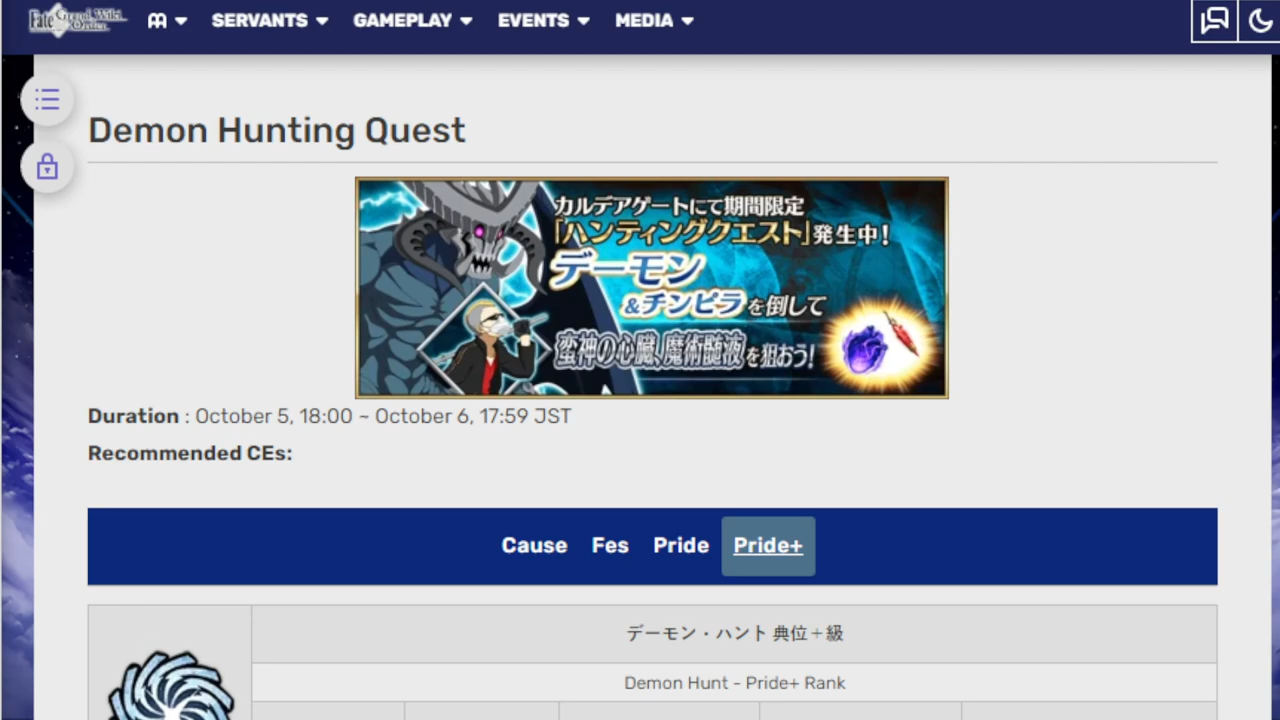 Fate Grand Wiki
Order
SERVANTS GAMEPLAY EVENTS MEDIA
Demon Hunting Quest
カルデアゲートにて期間限定
「ハンティングクエスト」発生中!
デーモン
&チンピラを倒して
蛮神の心臓、魔術髄液を狙おう!
Duration : October 5, 18:00 ~ October 6, 17:59 JST
Recommended CEs:
Cause Fes Pride Pride+
デーモン・ハント 典位＋級
Demon Hunt - Pride+ Rank